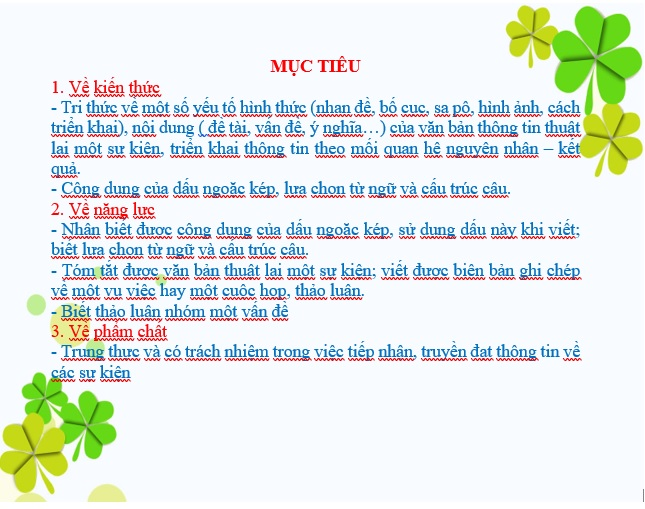 MỤC TIÊU
1. Về kiến thức
- Tri thức về một số yếu tố hình thức (nhan đề, bố cục, sa pô, hình ảnh, cách
triển khai), nội dung ( đề tài, vấn đề, ý nghĩa…) của văn bản thông tin thuật
lại một sự kiện, triển khai thông tin theo mối quan hệ nguyên nhân – kết
quả.
- Công dụng của dấu ngoặc kép, lựa chọn từ ngữ và cấu trúc câu.
2. Về năng lực
- Nhận biết được công dụng của dấu ngoặc kép, sử dụng dấu này khi viết;
biết lựa chọn từ ngữ và cấu trúc câu.
- Tóm tắt được văn bản thuật lại một sự kiện; viết được biên bản ghi chép
về một vụ việc hay một cuộc họp, thảo luận.
- Biết thảo luận nhóm một vấn đề
3. Về phẩm chất
- Trung thực và có trách nhiệm trong việc tiếp nhận, truyền đạt thông tin về
các sự kiện